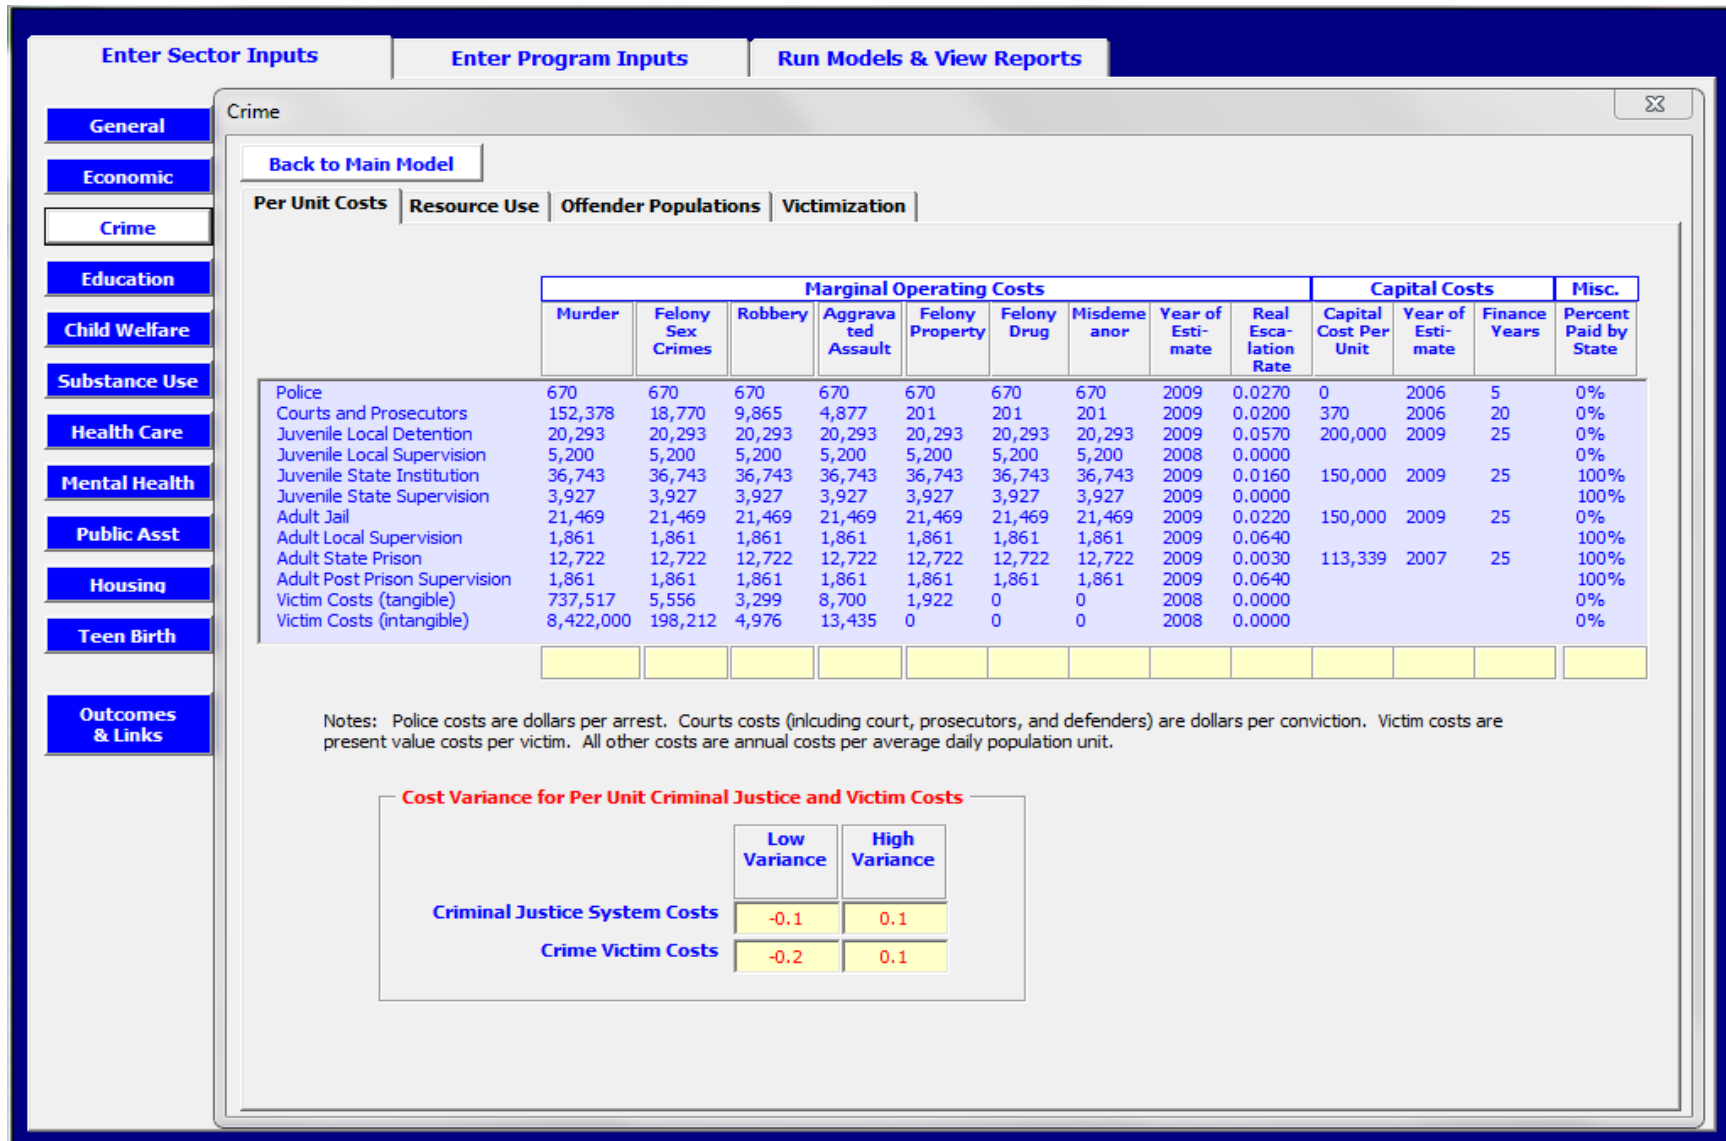 Enter Sector Inputs Enter Program Inputs Run Models & View Reports
General
Economic
Crime
Education
Child Welfare
Substance Use
Health Care
Mental Health
Public Asst
Housing
Teen Birth
Outcomes
& Links
Crime
Back to Main Model
Per Unit Costs Resource Use Offender Populations Victimization
Marginal Operating Costs Capital Costs Misc.
Murder Felony Sex Crimes Robbery Aggrava ted Assault Felony Property Felony Drug Misdeme anor Year of Esti- mate Real Esca- lation Rate Capital Cost Per Unit Year of Esti- mate Finance Years Percent Paid by State
Police 670 670 670 670 670 670 670 2009 0.0270 0 2006 5 0%
Courts and Prosecutors 152,378 18,770 9,865 4,877 201 201 201 2009 0.0200 370 2006 20 0%
Juvenile Local Detention 20,293 20,293 20,293 20,293 20,293 20,293 20,293 2009 0.0570 200,000 2009 25 0%
Juvenile Local Supervision 5,200 5,200 5,200 5,200 5,200 5,200 5,200 2008 0.0000 0%
Juvenile State Institution 36,743 36,743 36,743 36,743 36,743 36,743 36,743 2009 0.0160 150,000 2009 25 100%
Juvenile State Supervision 3,927 3,927 3,927 3,927 3,927 3,927 3,927 2009 0.0000 100%
Adult Jail 21,469 21,469 21,469 21,469 21,469 21,469 21,469 2009 0.0220 150,000 2009 25 0%
Adult Local Supervision 1,861 1,861 1,861 1,861 1,861 1,861 1,861 2009 0.0640 100%
Adult State Prison 12,722 12,722 12,722 12,722 12,722 12,722 12,722 2009 0.0030 113,339 2007 25 100%
Adult Post Prison Supervision 1,861 1,861 1,861 1,861 1,861 1,861 1,861 2009 0.0640 100%
Victim Costs (tangible) 737,517 5,556 3,299 8,700 1,922 0 0 2008 0.0000 0%
Victim Costs (intangible) 8,422,000 198,212 4,976 13,435 0 0 0 2008 0.0000 0%
Notes: Police costs are dollars per arrest. Courts costs (inlcuding court, prosecutors, and defenders) are dollars per conviction. Victim costs are
present value costs per victim. All other costs are annual costs per average daily population unit.
Cost Variance for Per Unit Criminal Justice and Victim Costs
Low Variance High Variance
Criminal Justice System Costs -0.1 0.1
Crime Victim Costs -0.2 0.1